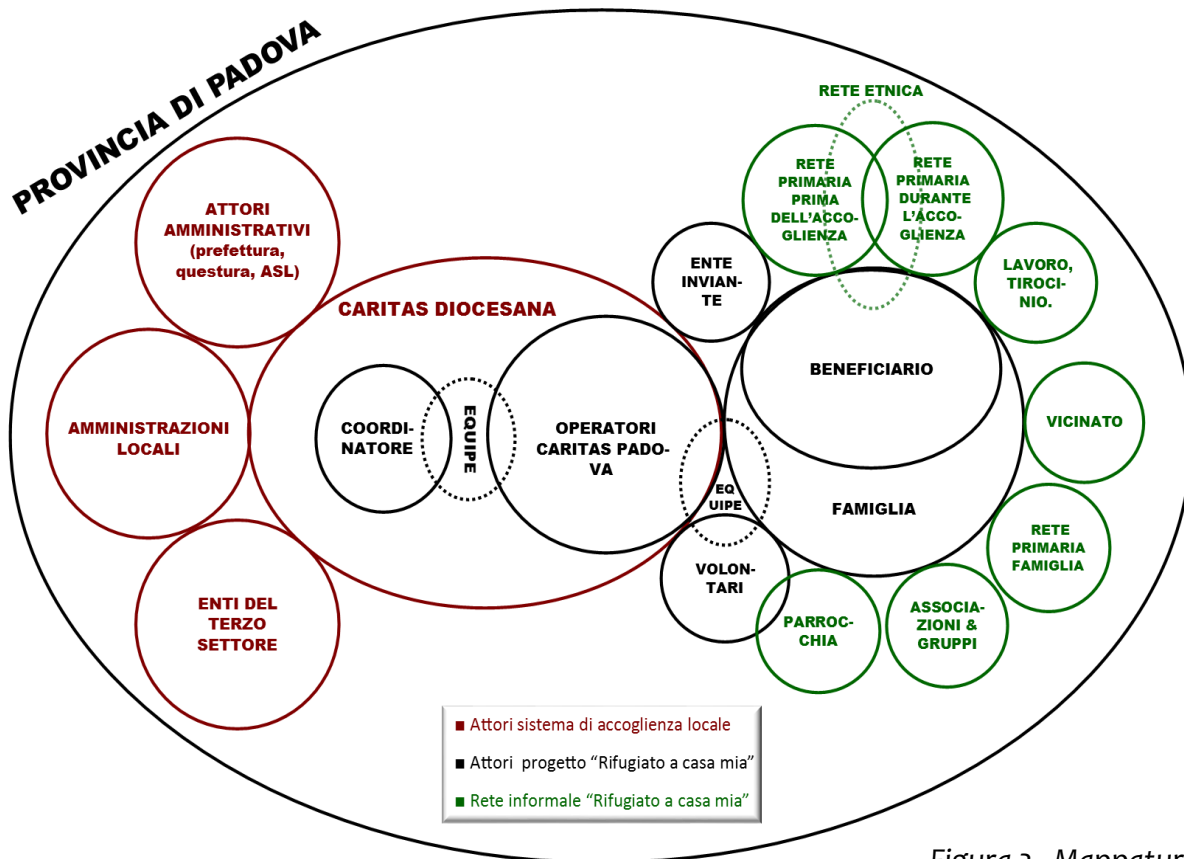 PROVINCIA DI PADOVA
RETE ETNICA
RETE
PRIMARIA
PRIMA
DELL'ACCO-
GLIENZA
RETE
PRIMARIA
DURANTE
L'ACCO-
GLIENZA
ATTORI
AMMINISTRATIVI
(prefettura,
questura, ASL)
ENTE
INVIAN-
TE
LAVORO,
TIROCI-
NIO.
CARITAS DIOCESANA
BENEFICIARIO
AMMINISTRAZIONI
LOCALI
COORDI-
NATORE
EQUIPE
OPERATORI
CARITAS PADO-
VA
VICINATO
EQ
UIPE
FAMIGLIA
RETE
PRIMARIA
FAMIGLIA
VOLON-
TARI
ENTI DEL
TERZO
SETTORE
PARROC-
CHIA
ASSOCIA-
ZIONI &
GRUPPI
■ Attori sistema di accoglienza locale
■ Attori progetto “Rifugiato a casa mia”
■ Rete informale “Rifugiato a casa mia”